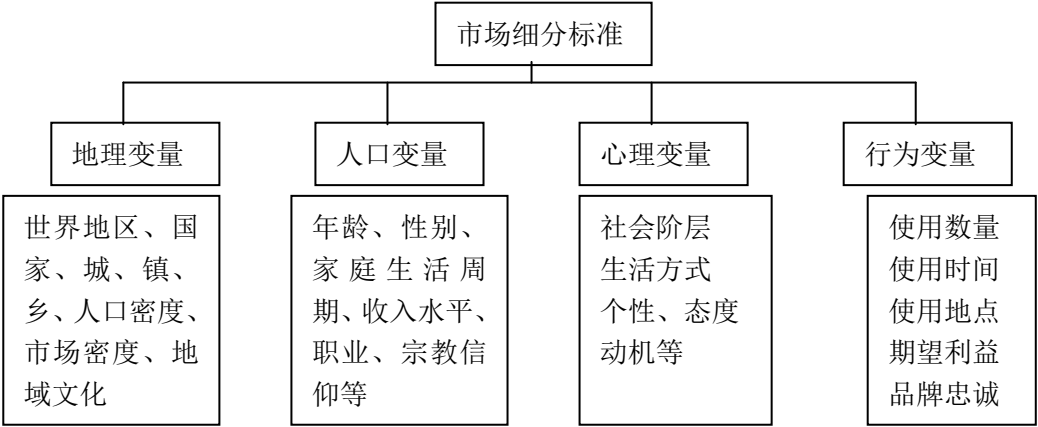 市场细分标准
地理变量
人口变量
心理变量
行为变量
世界地区、国
家、城、镇、
乡、人口密度、
市场密度、地
域文化
年龄、性别、
家庭生活周
期、收入水平、
职业、宗教信
仰等
社会阶层
生活方式
个性、态度
动机等
使用数量
使用时间
使用地点
期望利益
品牌忠诚